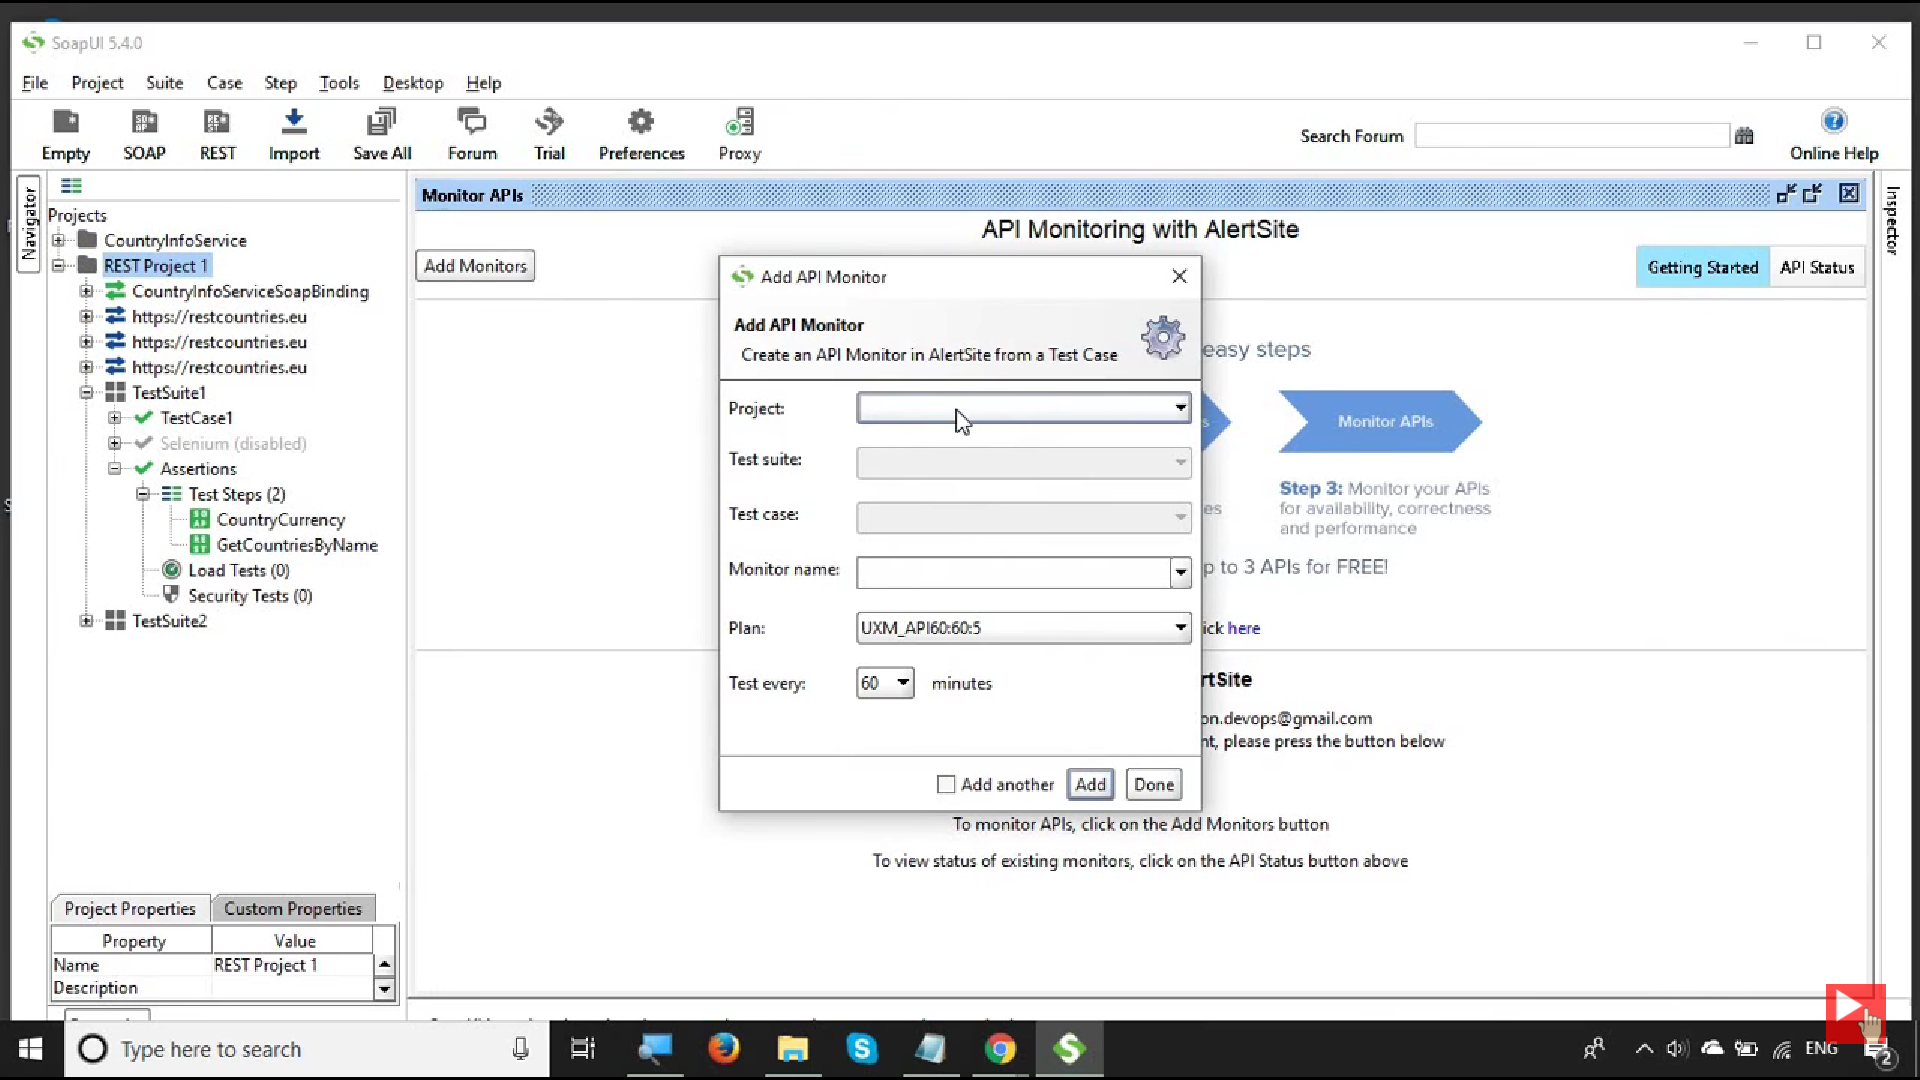 SoapUI 5.4.0
File Project Suite Case Step Tools Desktop Help
Empty SOAP REST Import Save All Forum Trial Preferences Proxy
Search Forum
Online Help
Navigator
Projects
CountryInfoService
REST Project 1
CountryInfoServiceSoapBinding
https://restcountries.eu
https://restcountries.eu
https://restcountries.eu
TestSuite1
TestCase1
Selenium (disabled)
Assertions
Test Steps (2)
CountryCurrency
GetCountriesByName
Load Tests (0)
Security Tests (0)
TestSuite2
Project Properties Custom Properties
Property Value
Name REST Project 1
Description
Monitor APIs
API Monitoring with AlertSite
Add Monitors
Getting Started API Status
Inspector
Add API Monitor
Add API Monitor
Create an API Monitor in AlertSite from a Test Case
Project:
Test suite:
Test case:
Monitor name:
Plan: UXM_API60:60:5
Test every: 60 minutes
Add another Add Done
easy steps
Monitor APIs
Step 3: Monitor your APIs
for availability, correctness
and performance
p to 3 APIs for FREE!
ick here
rtSite
on.devops@gmail.com
nt, please press the button below
To monitor APIs, click on the Add Monitors button
To view status of existing monitors, click on the API Status button above
Type here to search
ENG
2